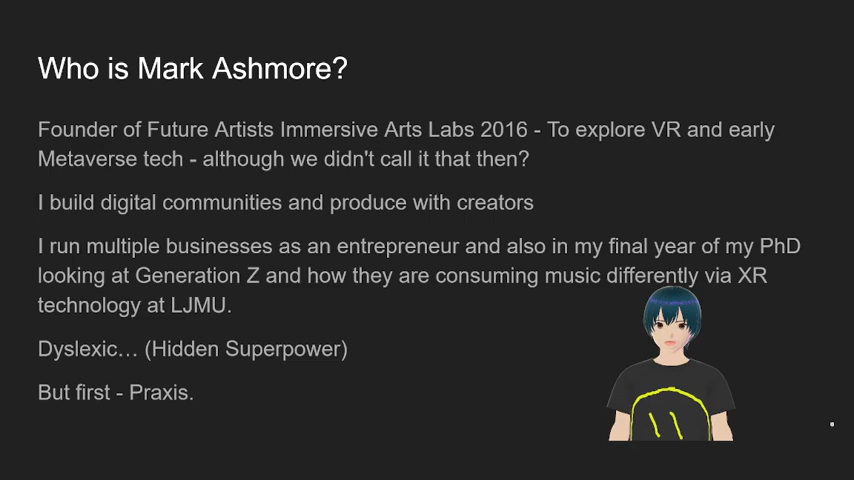 Who is Mark Ashmore?
Founder of Future Artists Immersive Arts Labs 2016 - To explore VR and early
Metaverse tech - although we didn't call it that then?
I build digital communities and produce with creators
I run multiple businesses as an entrepreneur and also in my final year of my PhD
looking at Generation Z and how they are consuming music differently via XR
technology at LJMU.
Dyslexic… (Hidden Superpower)
But first - Praxis.